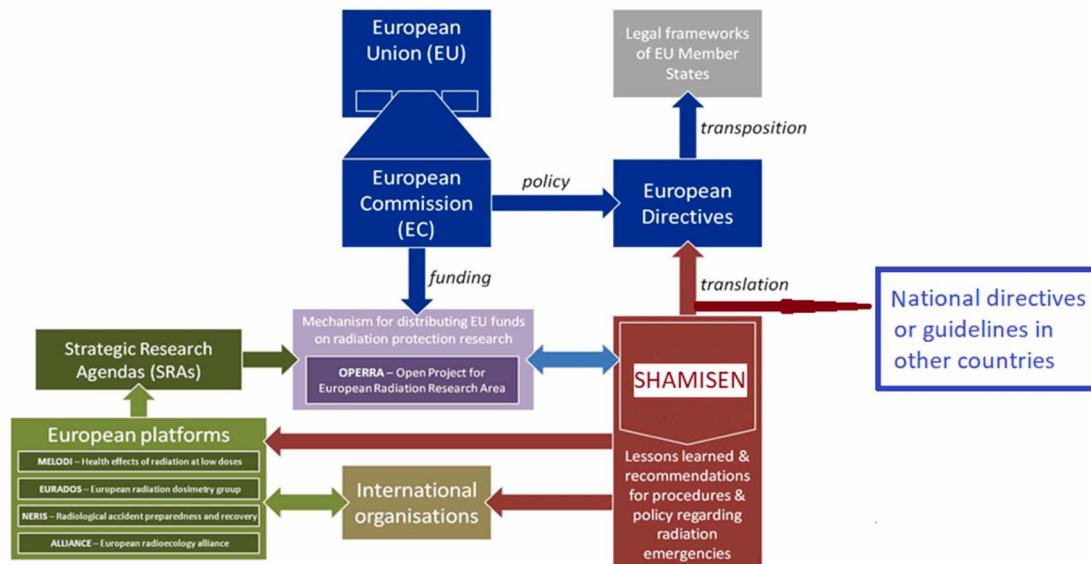 European
Union (EU)
Legal frameworks
of EU Member
States
transposition
European
Commission
(EC)
policy
European
Directives
funding
translation
National directives
or guidelines in
other countries
Mechanism for distributing EU funds
on radiation protection research
OPERRA – Open Project for
European Radiation Research Area
Strategic Research
Agendas (SRAs)
SHAMISEN
European platforms
MELODI – Health effects of radiation at low doses
EURADOS – European radiation dosimetry group
NERIS – Radiological accident preparedness and recovery
ALLIANCE – European radioecology alliance
International
organisations
Lessons learned &
recommendations
for procedures &
policy regarding
radiation
emergencies